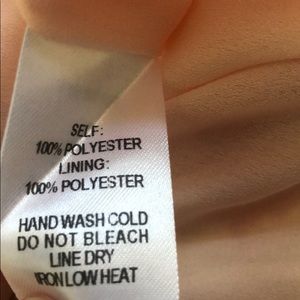 SELF:
100% POLYESTER
LINING:
100% POLYESTER
HAND WASH COLD
DO NOT BLEACH
LINE DRY
IRON LOW HEAT